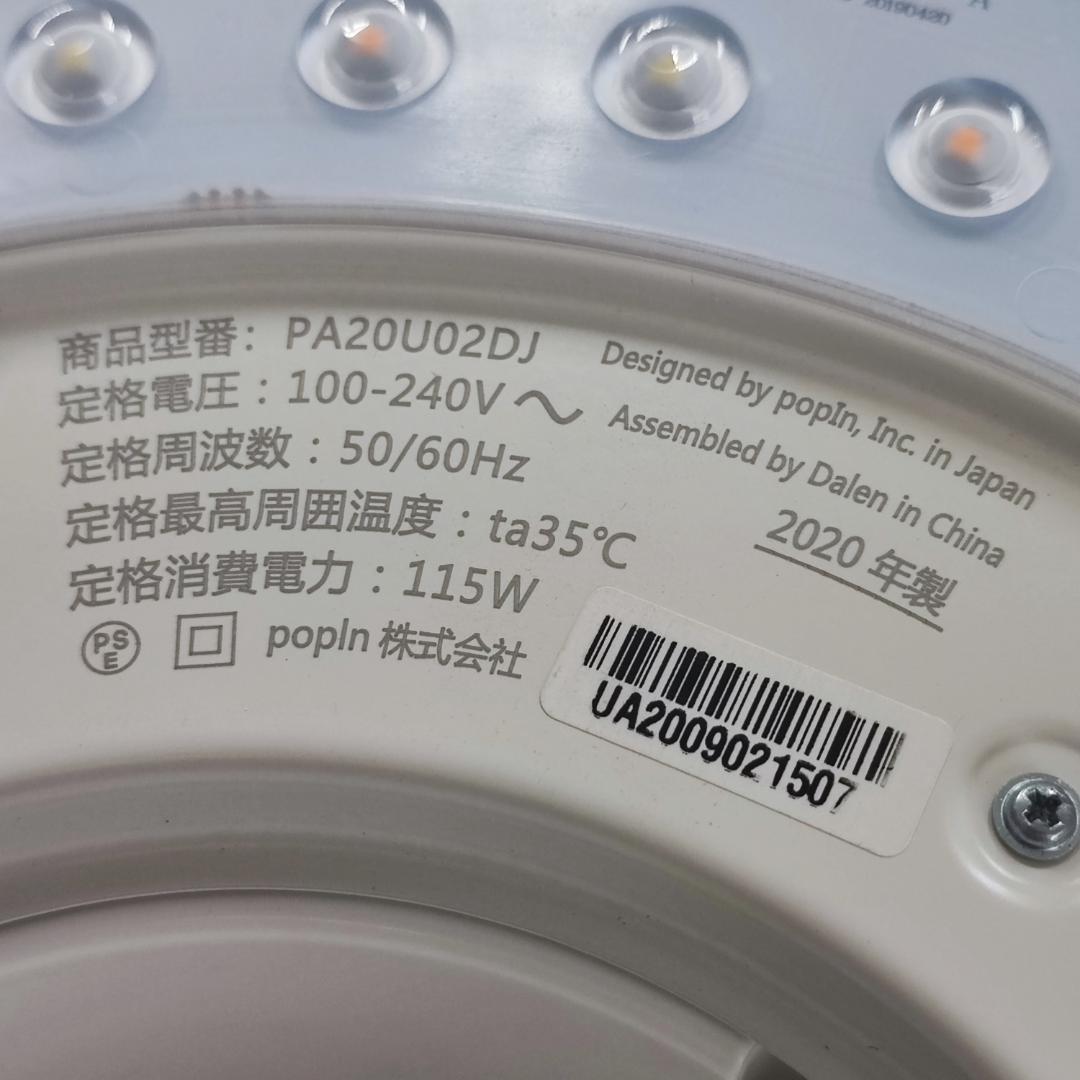 20190420
A
商品型番：PA20U02DJ
定格電圧：100-240V～
定格周波数：50/60Hz
定格最高周囲温度：ta35℃
定格消費電力：115W
PS
E
popIn 株式会社
Designed by popIn, Inc. in Japan
Assembled by Dalen in China
2020 年製
UA2009021507